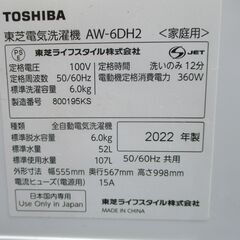 TOSHIBA
東芝電気洗濯機 AW-6DH2 <家庭用>
PS
E
東芝ライフスタイル株式会社
JET
定格電圧 100V
洗いのみ 12分
定格周波数 50/60Hz
電動機定格消費電力 360W
標準洗濯容量 6.0kg
製造番号 800195KS
種類 全自動電気洗濯機
2022 年製
標準脱水容量 6.0kg
標準水量 52L
標準使用水量 107L
50/60Hz 共用
外形寸法 幅555mm×奥行567mm×高さ998mm
電流ヒューズ(電源用) 15A
日本国内専用
Use Only in Japan
東芝ライフスタイル株式会社
MADE IN CHINA